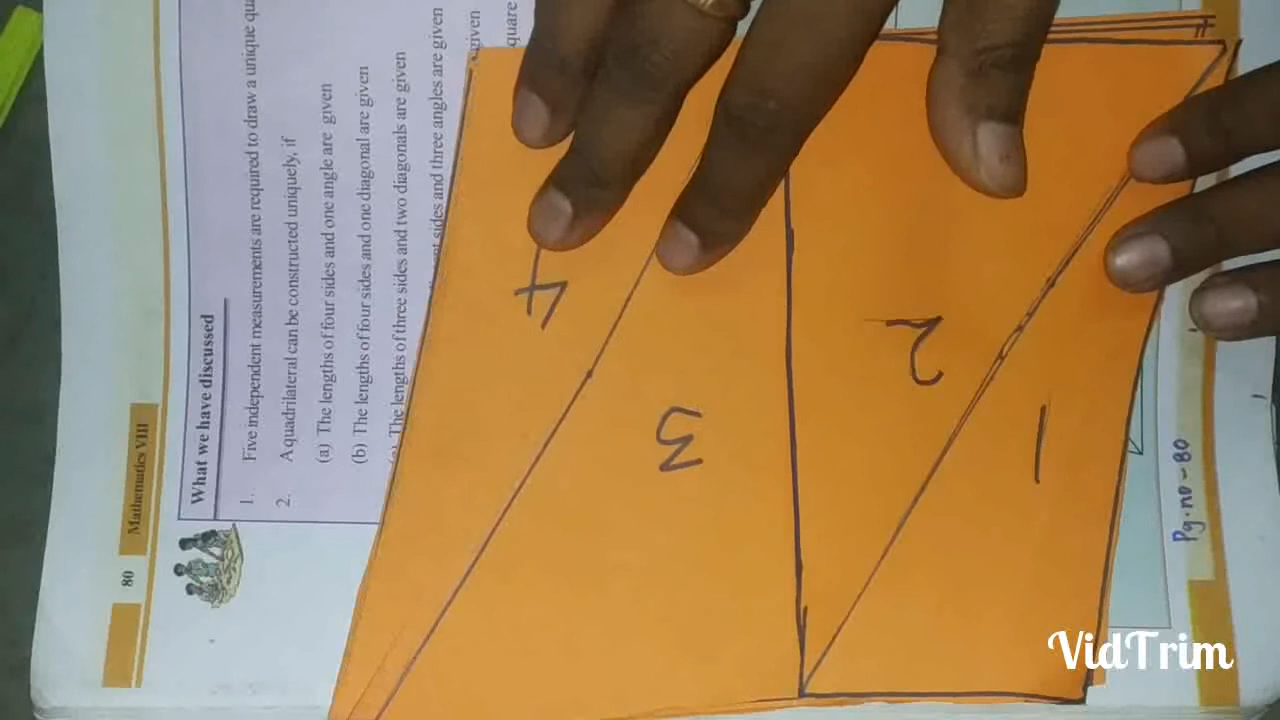 What we have discussed
1. Five independent measurements are required to draw a unique
2. A quadrilateral can be constructed uniquely, if
(a) The lengths of four sides and one angle are given
(b) The lengths of four sides and one diagonal are given
The lengths of three sides and two diagonals are given
sides and three angles are given
given
80
Mathematics VIII
4
3
2
1
Pg.no-80
VidTrim